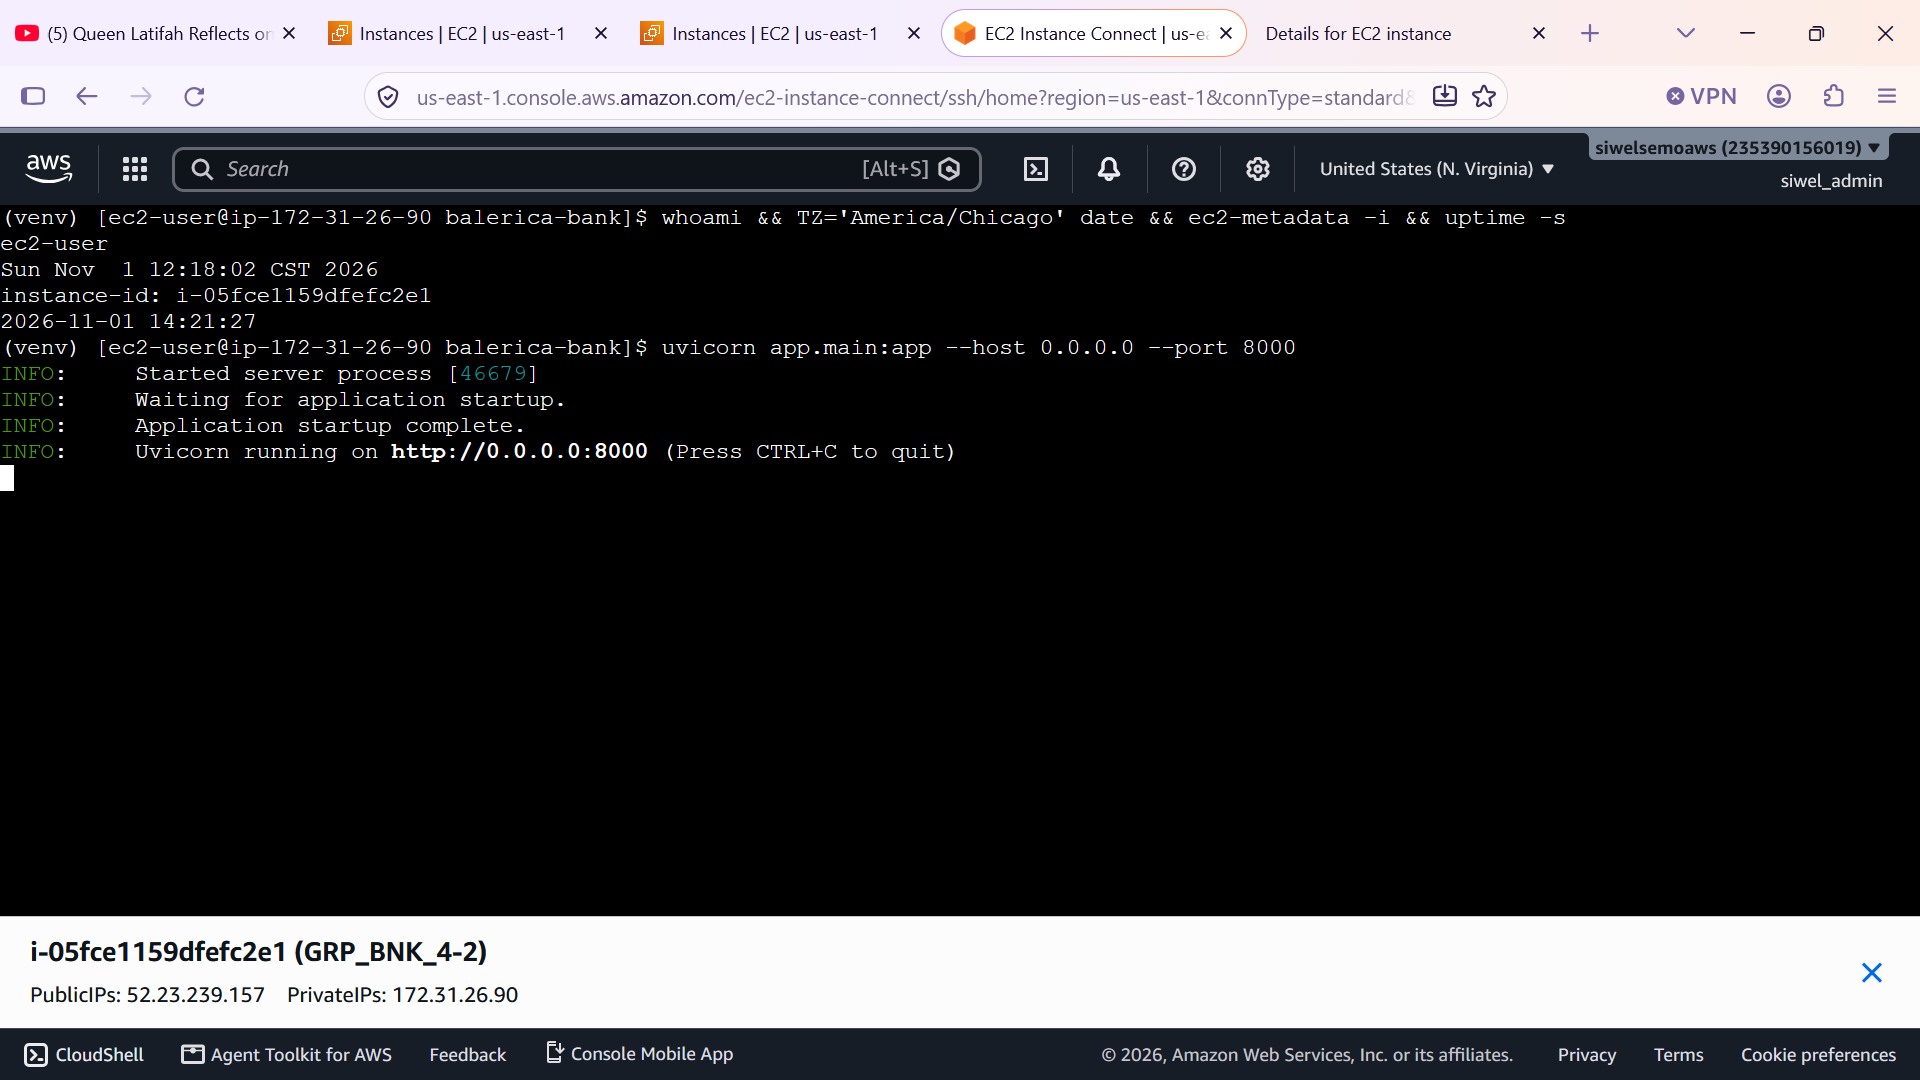 (5) Queen Latifah Reflects on
Instances | EC2 | us-east-1
Instances | EC2 | us-east-1
EC2 Instance Connect | us-ea
Details for EC2 instance
us-east-1.console.aws.amazon.com/ec2-instance-connect/ssh/home?region=us-east-1&connType=standard&
VPN
aws
Search
[Alt+S]
United States (N. Virginia) ▼
siwelsemoaws (235390156019) ▼
siwel_admin
(venv) [ec2-user@ip-172-31-26-90 balerica-bank]$ whoami && TZ='America/Chicago' date && ec2-metadata -i && uptime -s
ec2-user
Sun Nov  1 12:18:02 CST 2026
instance-id: i-05fce1159dfefc2e1
2026-11-01 14:21:27
(venv) [ec2-user@ip-172-31-26-90 balerica-bank]$ uvicorn app.main:app --host 0.0.0.0 --port 8000
INFO:     Started server process [46679]
INFO:     Waiting for application startup.
INFO:     Application startup complete.
INFO:     Uvicorn running on http://0.0.0.0:8000 (Press CTRL+C to quit)
i-05fce1159dfefc2e1 (GRP_BNK_4-2)
PublicIPs: 52.23.239.157    PrivateIPs: 172.31.26.90
CloudShell
Agent Toolkit for AWS
Feedback
Console Mobile App
© 2026, Amazon Web Services, Inc. or its affiliates.
Privacy
Terms
Cookie preferences